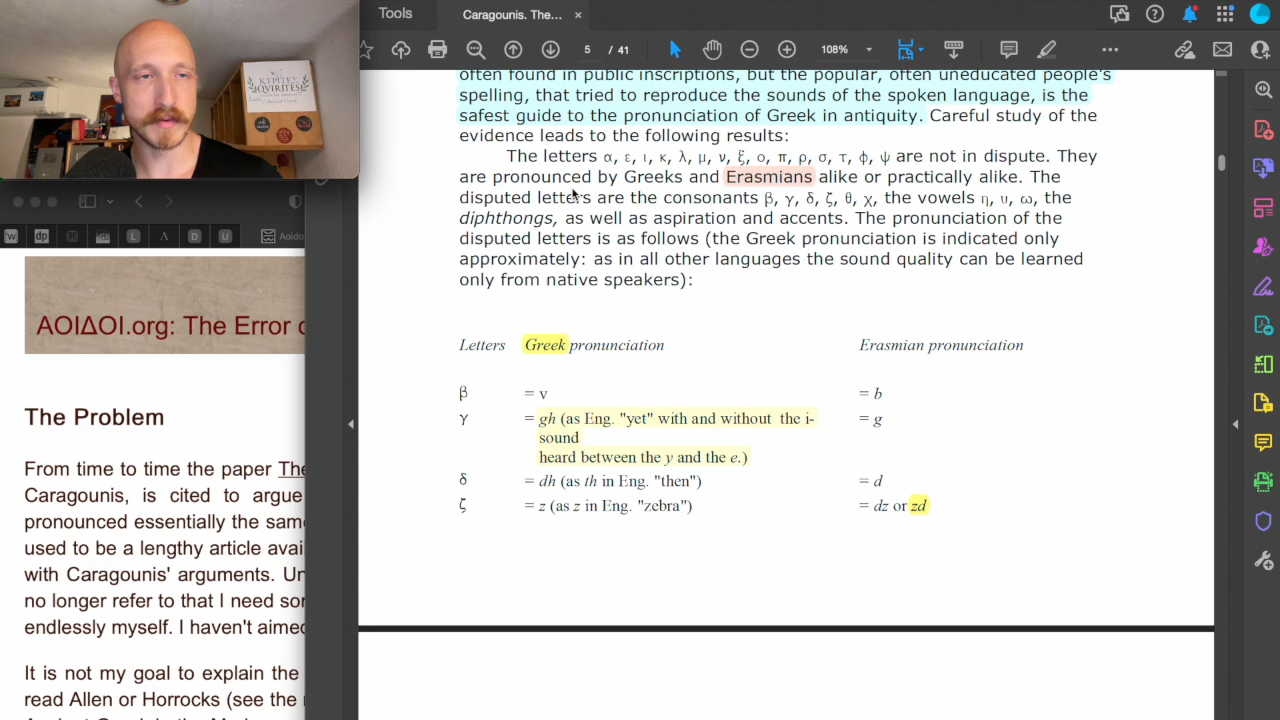 Tools
Caragounis. The...
5 / 41
108%
often found in public inscriptions, but the popular, often uneducated people's
spelling, that tried to reproduce the sounds of the spoken language, is the
safest guide to the pronunciation of Greek in antiquity. Careful study of the
evidence leads to the following results:
The letters α, ε, ι, κ, λ, μ, ν, ξ, ο, π, ρ, σ, τ, φ, ψ are not in dispute. They
are pronounced by Greeks and Erasmians alike or practically alike. The
disputed letters are the consonants β, γ, δ, ζ, θ, χ, the vowels η, υ, ω, the
diphthongs, as well as aspiration and accents. The pronunciation of the
disputed letters is as follows (the Greek pronunciation is indicated only
approximately: as in all other languages the sound quality can be learned
only from native speakers):
Letters Greek pronunciation Erasmian pronunciation
β = v = b
γ = gh (as Eng. "yet" with and without the i- = g
sound
heard between the y and the e.)
δ = dh (as th in Eng. "then") = d
ζ = z (as z in Eng. "zebra") = dz or zd
ΚΥΡΙΤΕΣ
IQVIRITES
W dp L Λ D U Aoido
ΑΟΙΔΟΙ.org: The Error o
The Problem
From time to time the paper The
Caragounis, is cited to argue
pronounced essentially the same
used to be a lengthy article avai
with Caragounis' arguments. Un
no longer refer to that I need sor
endlessly myself. I haven't aimed
It is not my goal to explain the
read Allen or Horrocks (see the